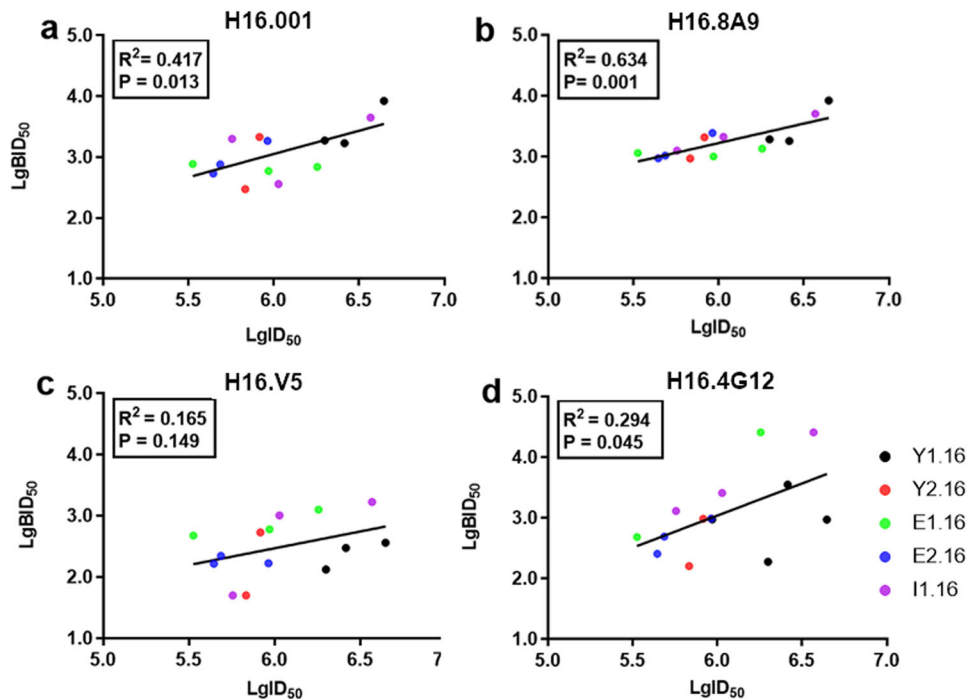 a
H16.001
R²= 0.417
P = 0.013
LgBID₅₀
4.0
3.0
2.0
1.0
5.0 5.5 6.0 6.5 7.0
LgID₅₀
b
H16.8A9
R² = 0.634
P= 0.001
LgBID₅₀
5.0
4.0
3.0
2.0
1.0
5.0 5.5 6.0 6.5 7.0
LgID₅₀
c
H16.V5
R² = 0.165
P = 0.149
LgBID₅₀
5.0
4.0
3.0
2.0
1.0
5.0 5.5 6.0 6.5 7
LgID₅₀
d
H16.4G12
R² = 0.294
P = 0.045
LgBID₅₀
5.0
4.0
3.0
2.0
1.0
5.0 5.5 6.0 6.5 7.0
LgID₅₀
Y1.16
Y2.16
E1.16
E2.16
I1.16